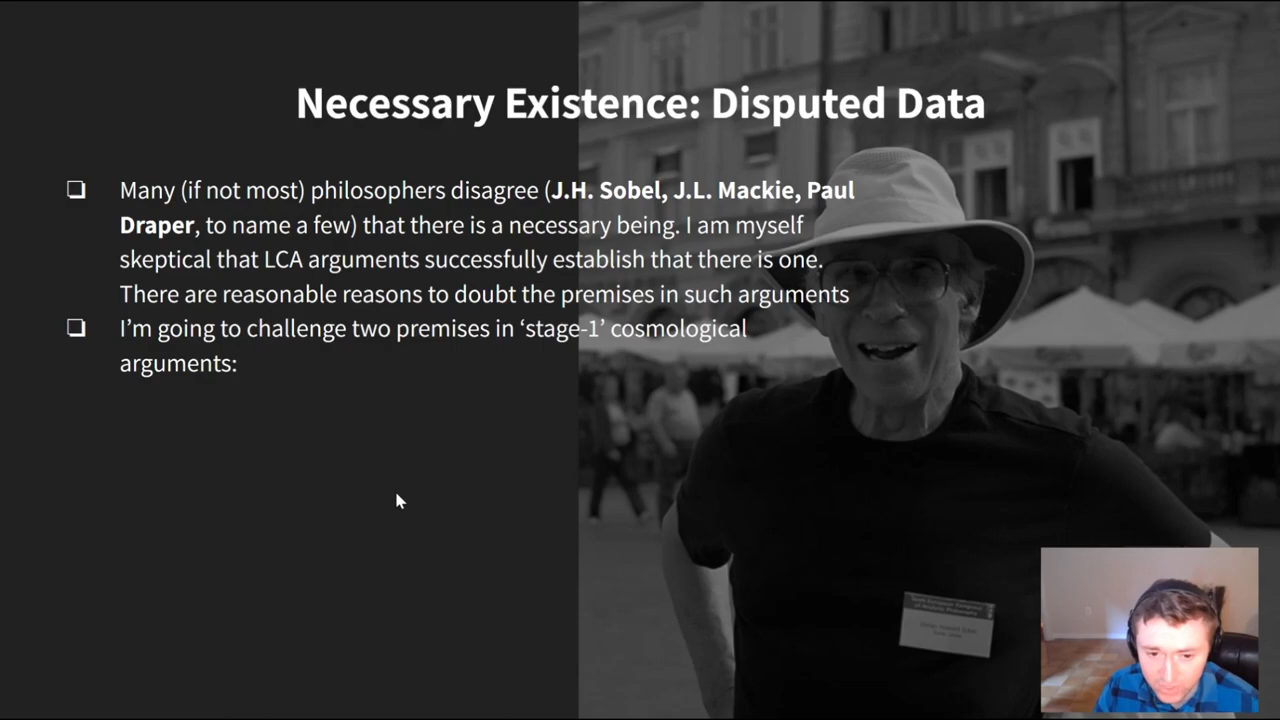 Necessary Existence: Disputed Data
❏ Many (if not most) philosophers disagree (J.H. Sobel, J.L. Mackie, Paul
Draper, to name a few) that there is a necessary being. I am myself
skeptical that LCA arguments successfully establish that there is one.
There are reasonable reasons to doubt the premises in such arguments
❏ I'm going to challenge two premises in ‘stage-1’ cosmological
arguments: